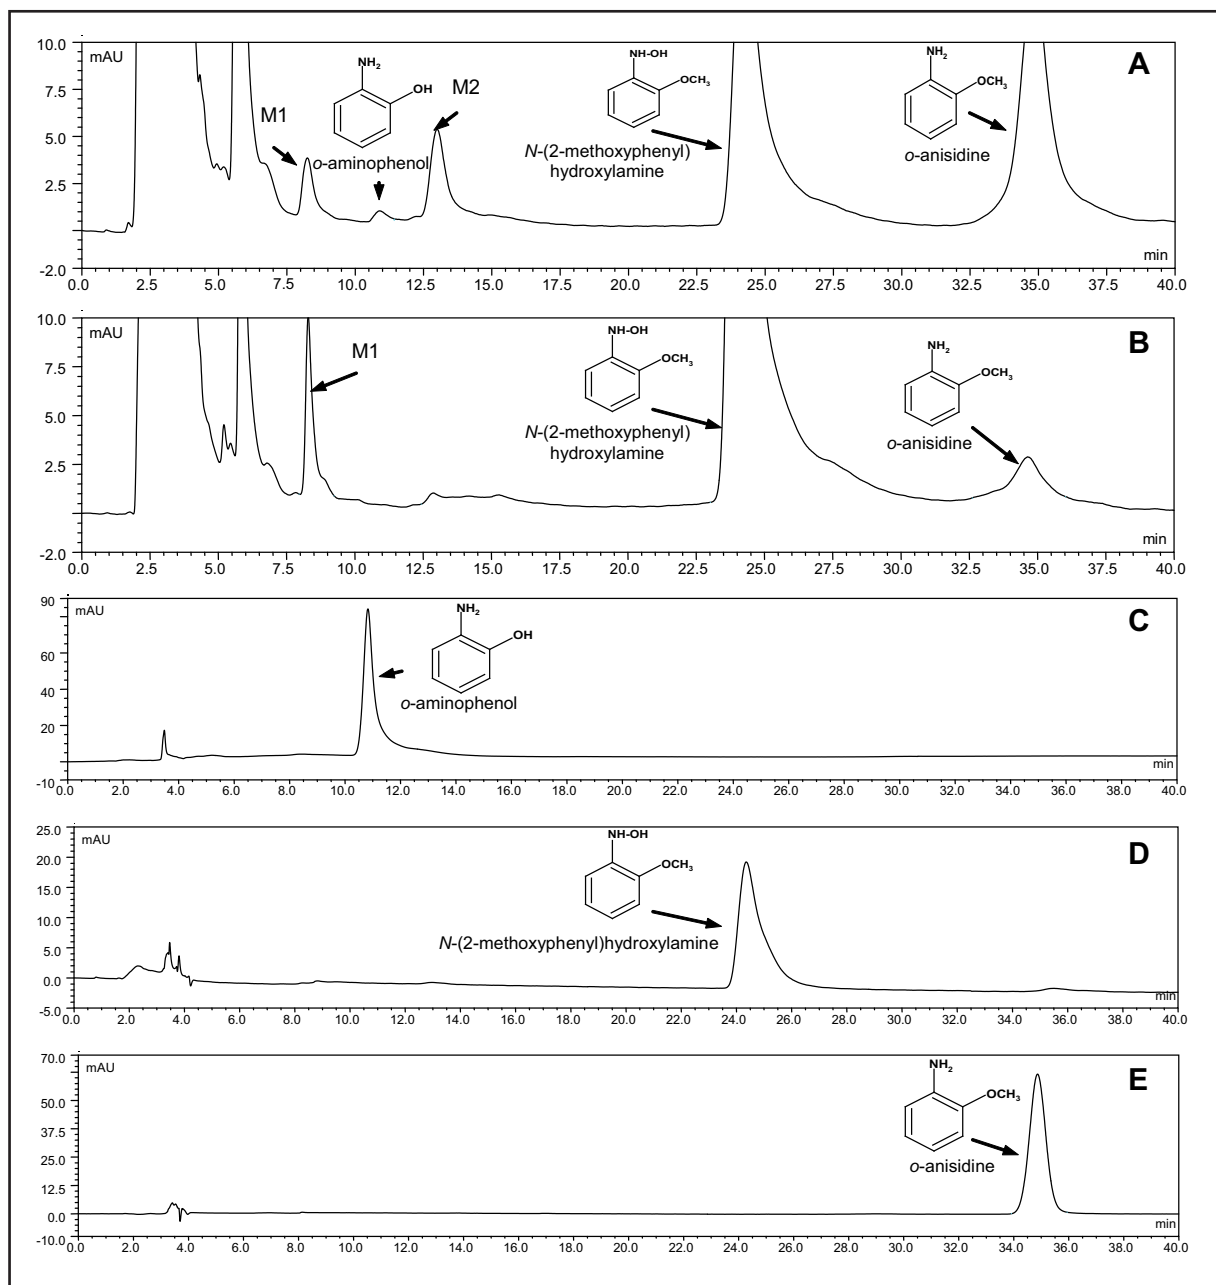 10.0
mAU
7.5
5.0
2.5
-2.0
M1
NH₂
OH
o-aminophenol
M2
NH-OH
OCH₃
N-(2-methoxyphenyl)
hydroxylamine
NH₂
OCH₃
o-anisidine
A
min
0.0 2.5 5.0 7.5 10.0 12.5 15.0 17.5 20.0 22.5 25.0 27.5 30.0 32.5 35.0 37.5 40.0
10.0
mAU
7.5
5.0
2.5
-2.0
M1
NH-OH
OCH₃
N-(2-methoxyphenyl)
hydroxylamine
NH₂
OCH₃
o-anisidine
B
min
0.0 2.5 5.0 7.5 10.0 12.5 15.0 17.5 20.0 22.5 25.0 27.5 30.0 32.5 35.0 37.5 40.0
90
mAU
60
40
20
-10
NH₂
OH
o-aminophenol
C
min
0.0 2.0 4.0 6.0 8.0 10.0 12.0 14.0 16.0 18.0 20.0 22.0 24.0 26.0 28.0 30.0 32.0 34.0 36.0 38.0 40.0
25.0
mAU
20.0
15.0
10.0
5.0
0.0
-5.0
NH-OH
OCH₃
N-(2-methoxyphenyl)hydroxylamine
D
min
0.0 2.0 4.0 6.0 8.0 10.0 12.0 14.0 16.0 18.0 20.0 22.0 24.0 26.0 28.0 30.0 32.0 34.0 36.0 38.0 40.0
70.0
mAU
50.0
37.5
25.0
12.5
0.0
-10.0
NH₂
OCH₃
o-anisidine
E
min
0.0 2.0 4.0 6.0 8.0 10.0 12.0 14.0 16.0 18.0 20.0 22.0 24.0 26.0 28.0 30.0 32.0 34.0 36.0 38.0 40.0